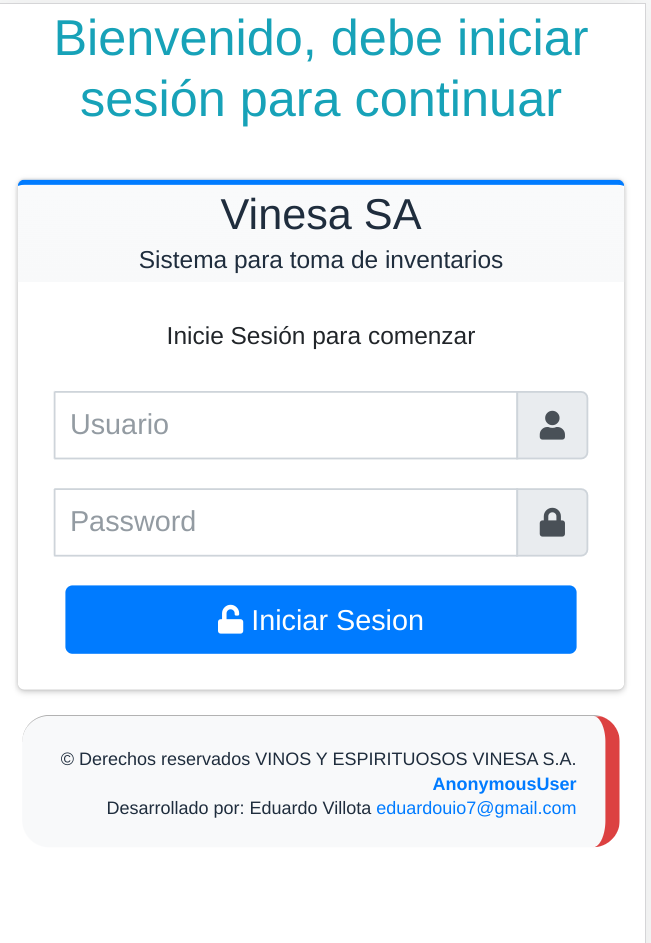 Bienvenido, debe iniciar
sesión para continuar
Vinesa SA
Sistema para toma de inventarios
Inicie Sesión para comenzar
Usuario
Password
Iniciar Sesion
© Derechos reservados VINOS Y ESPIRITUOSOS VINESA S.A.
AnonymousUser
Desarrollado por: Eduardo Villota eduardouio7@gmail.com